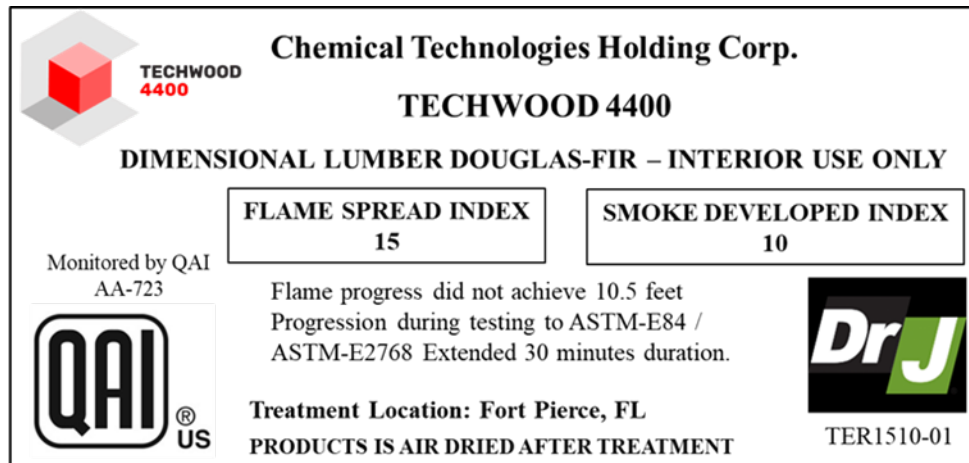 Chemical Technologies Holding Corp.
TECHWOOD
4400
TECHWOOD 4400
DIMENSIONAL LUMBER DOUGLAS-FIR – INTERIOR USE ONLY
FLAME SPREAD INDEX
15
SMOKE DEVELOPED INDEX
10
Monitored by QAI
AA-723
QAI
®
US
Flame progress did not achieve 10.5 feet
Progression during testing to ASTM-E84 /
ASTM-E2768 Extended 30 minutes duration.
Treatment Location: Fort Pierce, FL
PRODUCTS IS AIR DRIED AFTER TREATMENT
DrJ
TER1510-01